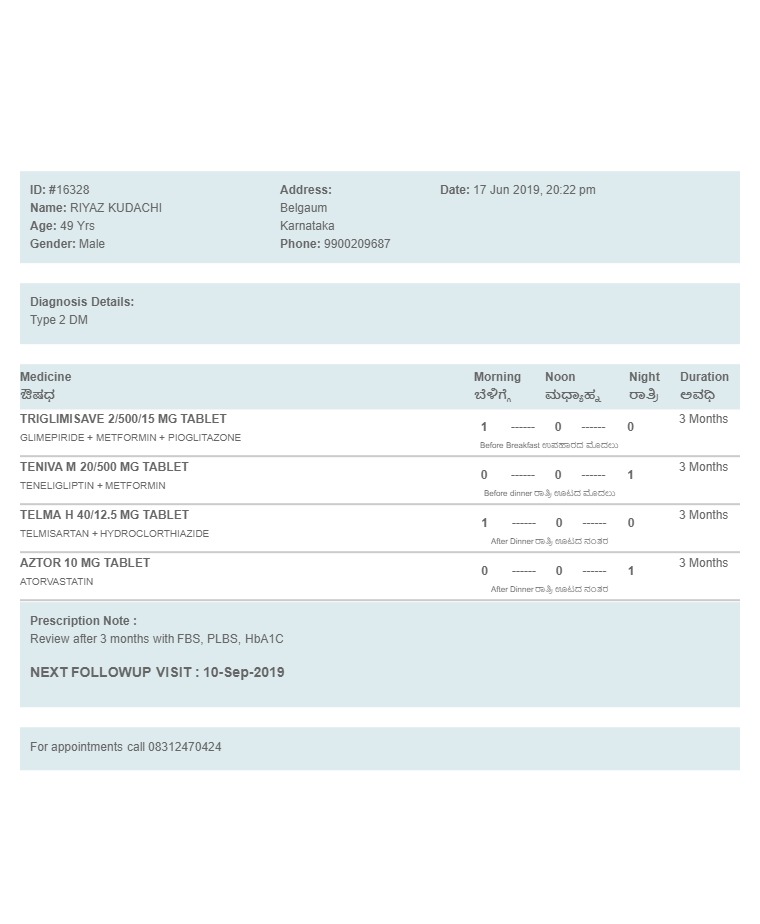 ID: #16328
Name: RIYAZ KUDACHI
Age: 49 Yrs
Gender: Male
Address:
Belgaum
Karnataka
Phone: 9900209687
Date: 17 Jun 2019, 20:22 pm
Diagnosis Details:
Type 2 DM
Medicine Morning Noon Night Duration
ಔಷಧ ಬೆಳಿಗ್ಗೆ ಮಧ್ಯಾಹ್ನ ರಾತ್ರಿ ಅವಧಿ
TRIGLIMISAVE 2/500/15 MG TABLET 3 Months
1 ------ 0 ------ 0
GLIMEPIRIDE + METFORMIN + PIOGLITAZONE
Before Breakfast ಉಪಹಾರದ ಮೊದಲು
TENIVA M 20/500 MG TABLET 3 Months
0 ------ 0 ------ 1
TENELIGLIPTIN + METFORMIN
Before dinner ರಾತ್ರಿ ಊಟದ ಮೊದಲು
TELMA H 40/12.5 MG TABLET 3 Months
1 ------ 0 ------ 0
TELMISARTAN + HYDROCLORTHIAZIDE
After Dinner ರಾತ್ರಿ ಊಟದ ನಂತರ
AZTOR 10 MG TABLET 3 Months
0 ------ 0 ------ 1
ATORVASTATIN
After Dinner ರಾತ್ರಿ ಊಟದ ನಂತರ
Prescription Note :
Review after 3 months with FBS, PLBS, HbA1C
NEXT FOLLOWUP VISIT : 10-Sep-2019
For appointments call 08312470424